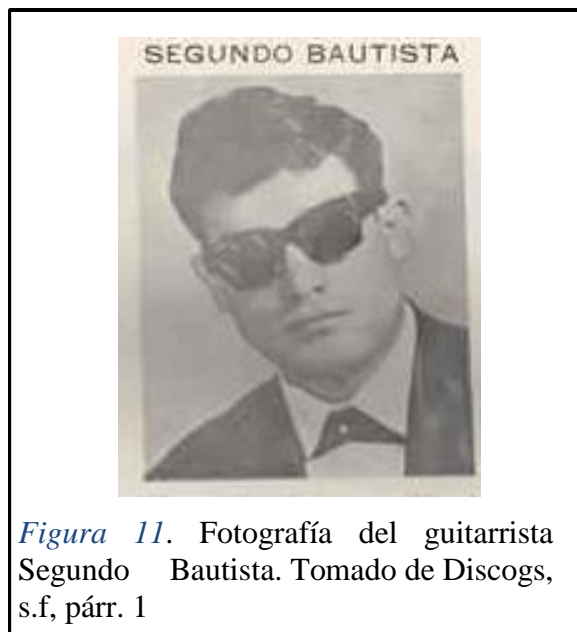 SEGUNDO BAUTISTA
Figura 11. Fotografía del guitarrista
Segundo Bautista. Tomado de Discogs,
s.f, párr. 1